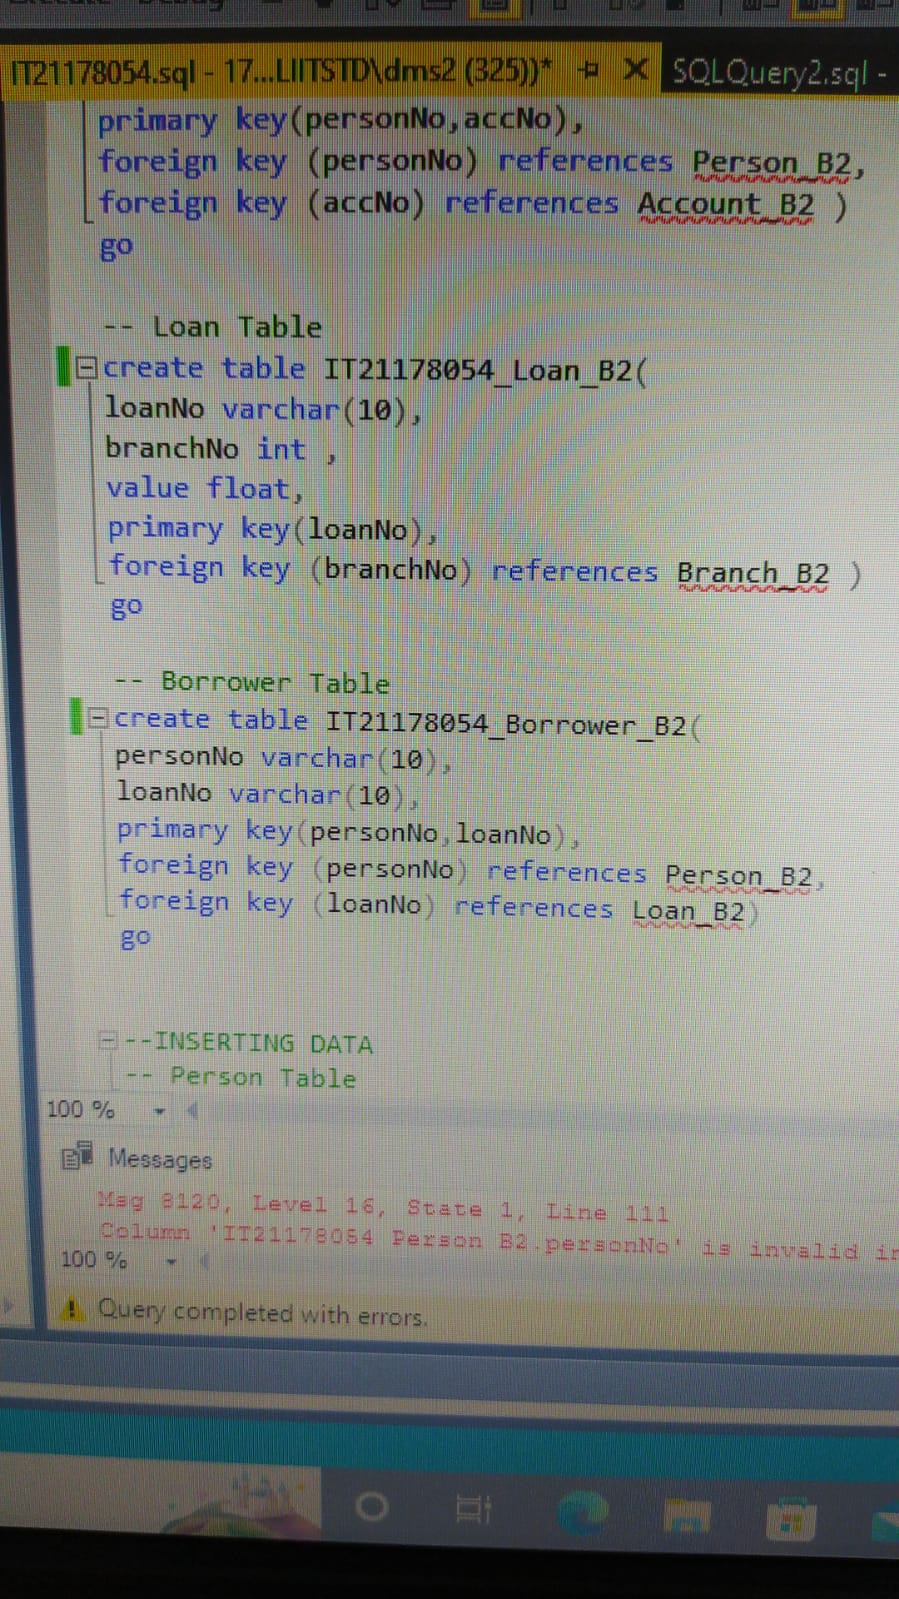 IT21178054.sql - 17...LIITSTD\dms2 (325))*
SQLQuery2.sql -
primary key(personNo,accNo),
foreign key (personNo) references Person_B2,
foreign key (accNo) references Account_B2 )
go
-- Loan Table
create table IT21178054_Loan_B2(
loanNo varchar(10),
branchNo int ,
value float,
primary key(loanNo),
foreign key (branchNo) references Branch_B2 )
go
-- Borrower Table
create table IT21178054_Borrower_B2(
personNo varchar(10),
loanNo varchar(10),
primary key(personNo,loanNo),
foreign key (personNo) references Person_B2,
foreign key (loanNo) references Loan_B2)
go
--INSERTING DATA
-- Person Table
100 %
Messages
Msg 8120, Level 16, State 1, Line 111
Column 'IT21178054_Person_B2.personNo' is invalid in
100 %
Query completed with errors.